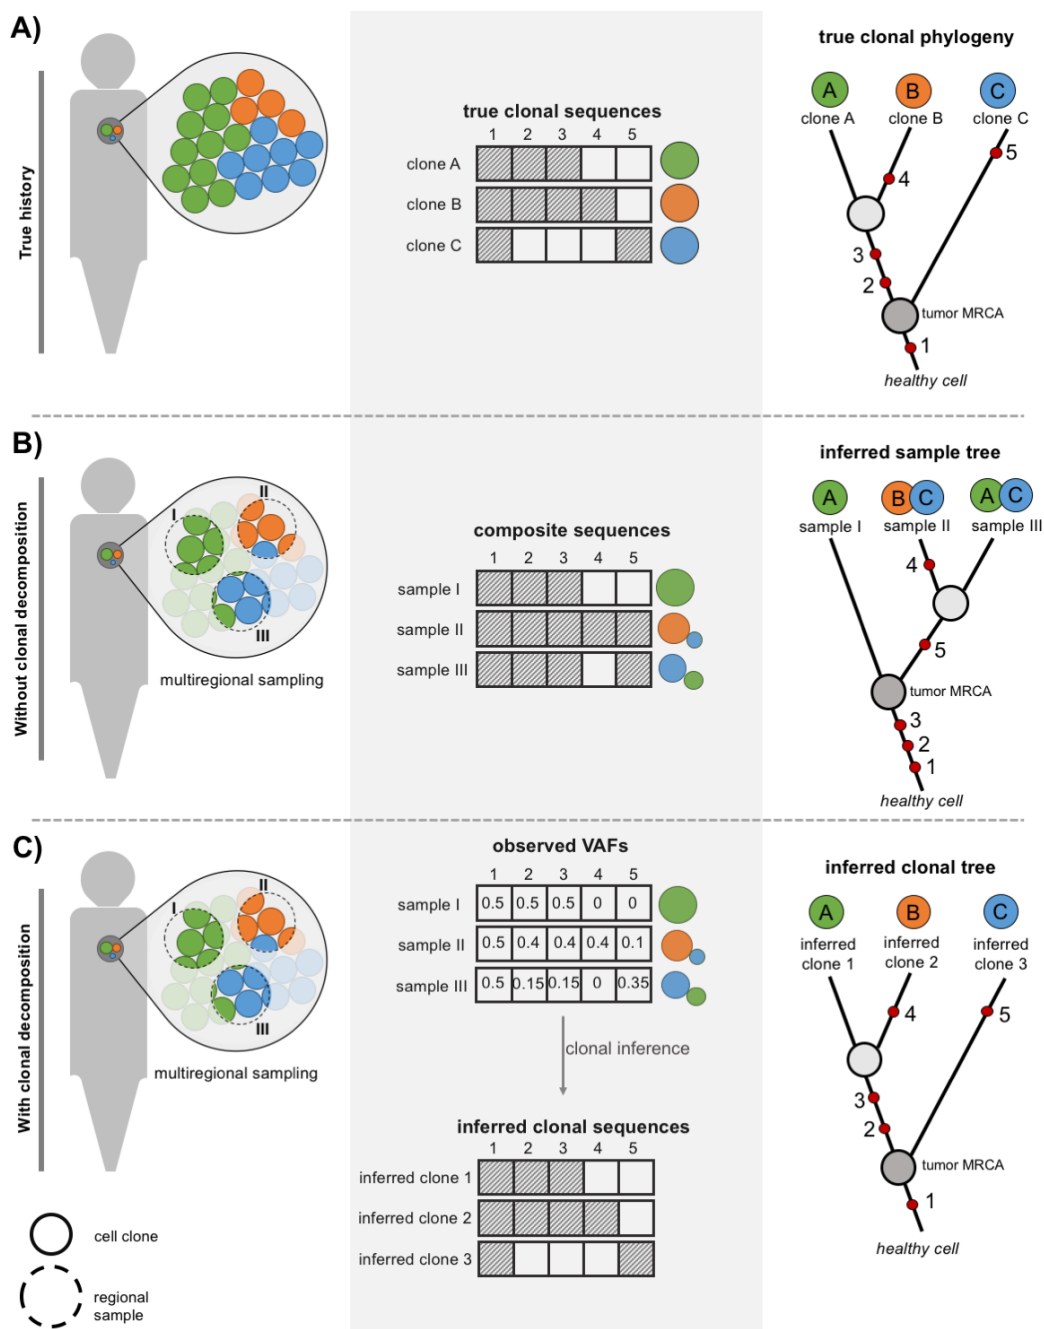 A)
True history
true clonal sequences
1 2 3 4 5
clone A
clone B
clone C
true clonal phylogeny
A B C
clone A clone B clone C
5
4
3
2
tumor MRCA
1
healthy cell
B)
Without clonal decomposition
I
II
III
multiregional sampling
composite sequences
1 2 3 4 5
sample I
sample II
sample III
inferred sample tree
A B C A C
sample I sample II sample III
4
5
tumor MRCA
3
2
1
healthy cell
C)
With clonal decomposition
I
II
III
multiregional sampling
observed VAFs
1 2 3 4 5
sample I 0.5 0.5 0.5 0 0
sample II 0.5 0.4 0.4 0.4 0.1
sample III 0.5 0.15 0.15 0 0.35
clonal inference
inferred clonal sequences
1 2 3 4 5
inferred clone 1
inferred clone 2
inferred clone 3
inferred clonal tree
A B C
inferred inferred inferred
clone 1 clone 2 clone 3
4 5
3
2
tumor MRCA
1
healthy cell
cell clone
regional
sample